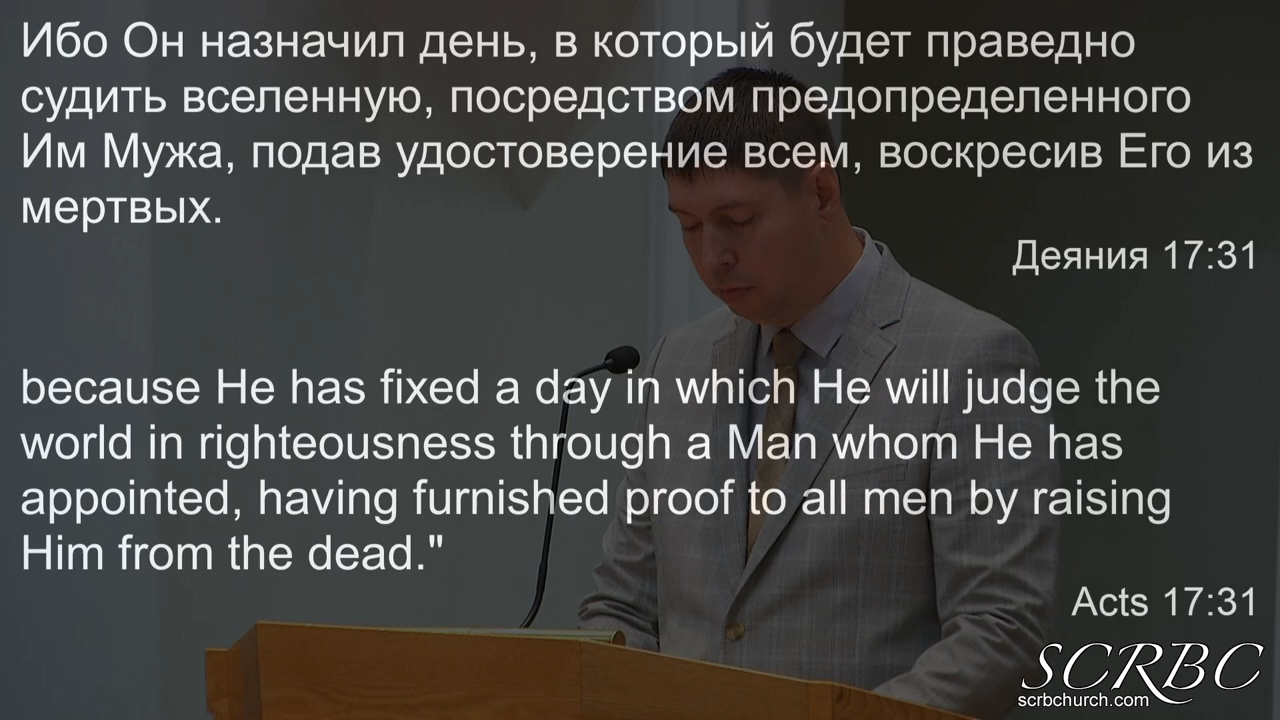 Ибо Он назначил день, в который будет праведно
судить вселенную, посредством предопределенного
Им Мужа, подав удостоверение всем, воскресив Его из
мертвых.
Деяния 17:31
because He has fixed a day in which He will judge the
world in righteousness through a Man whom He has
appointed, having furnished proof to all men by raising
Him from the dead."
Acts 17:31
SCRBC
scrbchurch.com